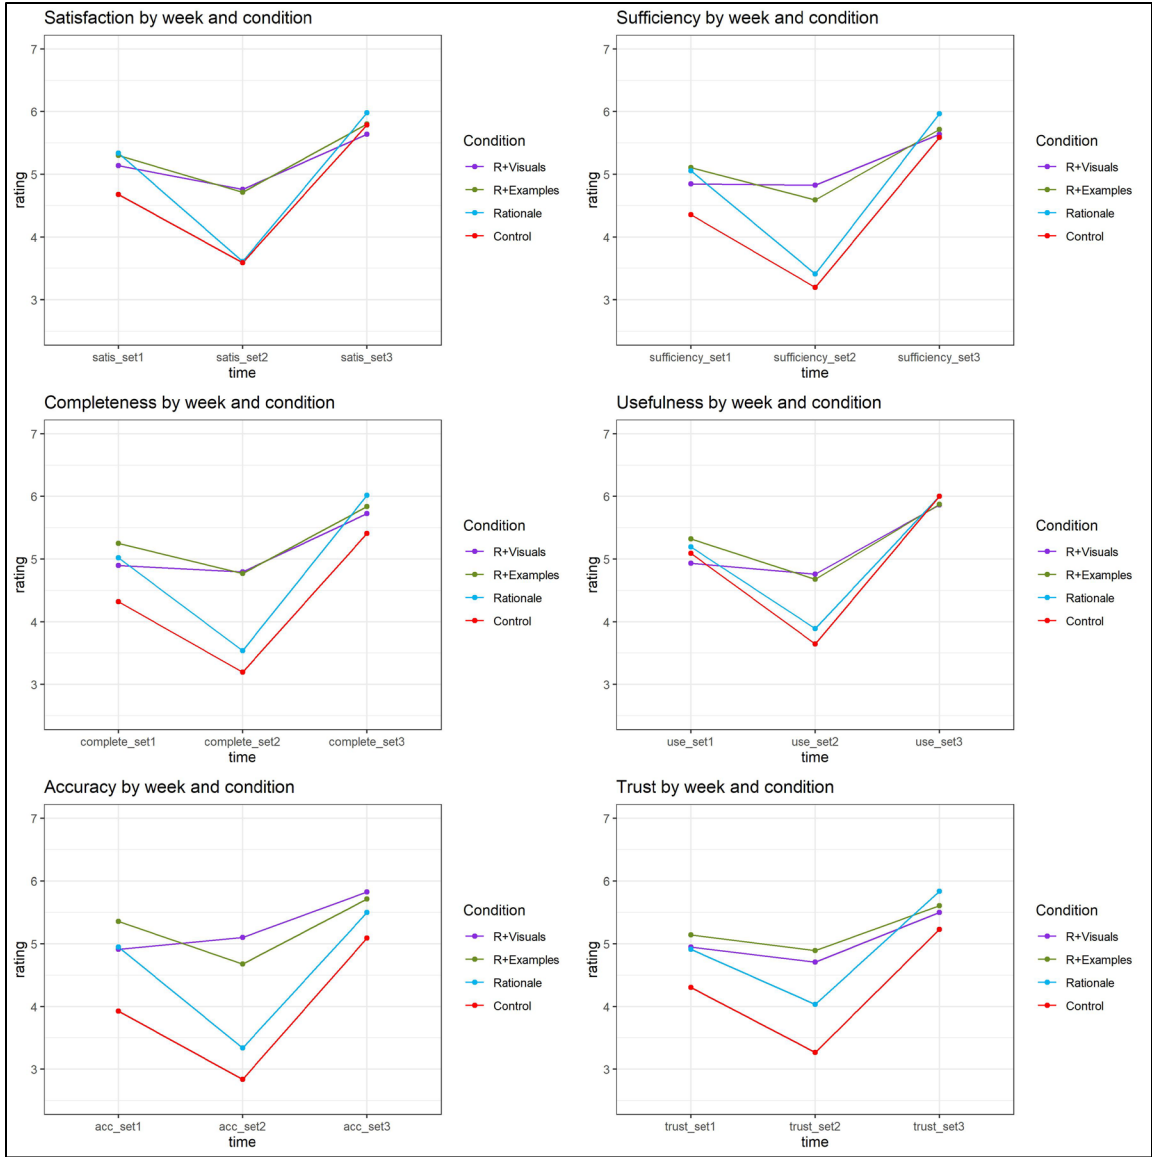 Satisfaction by week and condition
7
6
5
4
3
rating
satis_set1 satis_set2 satis_set3
time
Condition
R+Visuals
R+Examples
Rationale
Control
Sufficiency by week and condition
7
6
5
4
3
rating
sufficiency_set1 sufficiency_set2 sufficiency_set3
time
Condition
R+Visuals
R+Examples
Rationale
Control
Completeness by week and condition
7
6
5
4
3
rating
complete_set1 complete_set2 complete_set3
time
Condition
R+Visuals
R+Examples
Rationale
Control
Usefulness by week and condition
7
6
5
4
3
rating
use_set1 use_set2 use_set3
time
Condition
R+Visuals
R+Examples
Rationale
Control
Accuracy by week and condition
7
6
5
4
3
rating
acc_set1 acc_set2 acc_set3
time
Condition
R+Visuals
R+Examples
Rationale
Control
Trust by week and condition
7
6
5
4
3
rating
trust_set1 trust_set2 trust_set3
time
Condition
R+Visuals
R+Examples
Rationale
Control